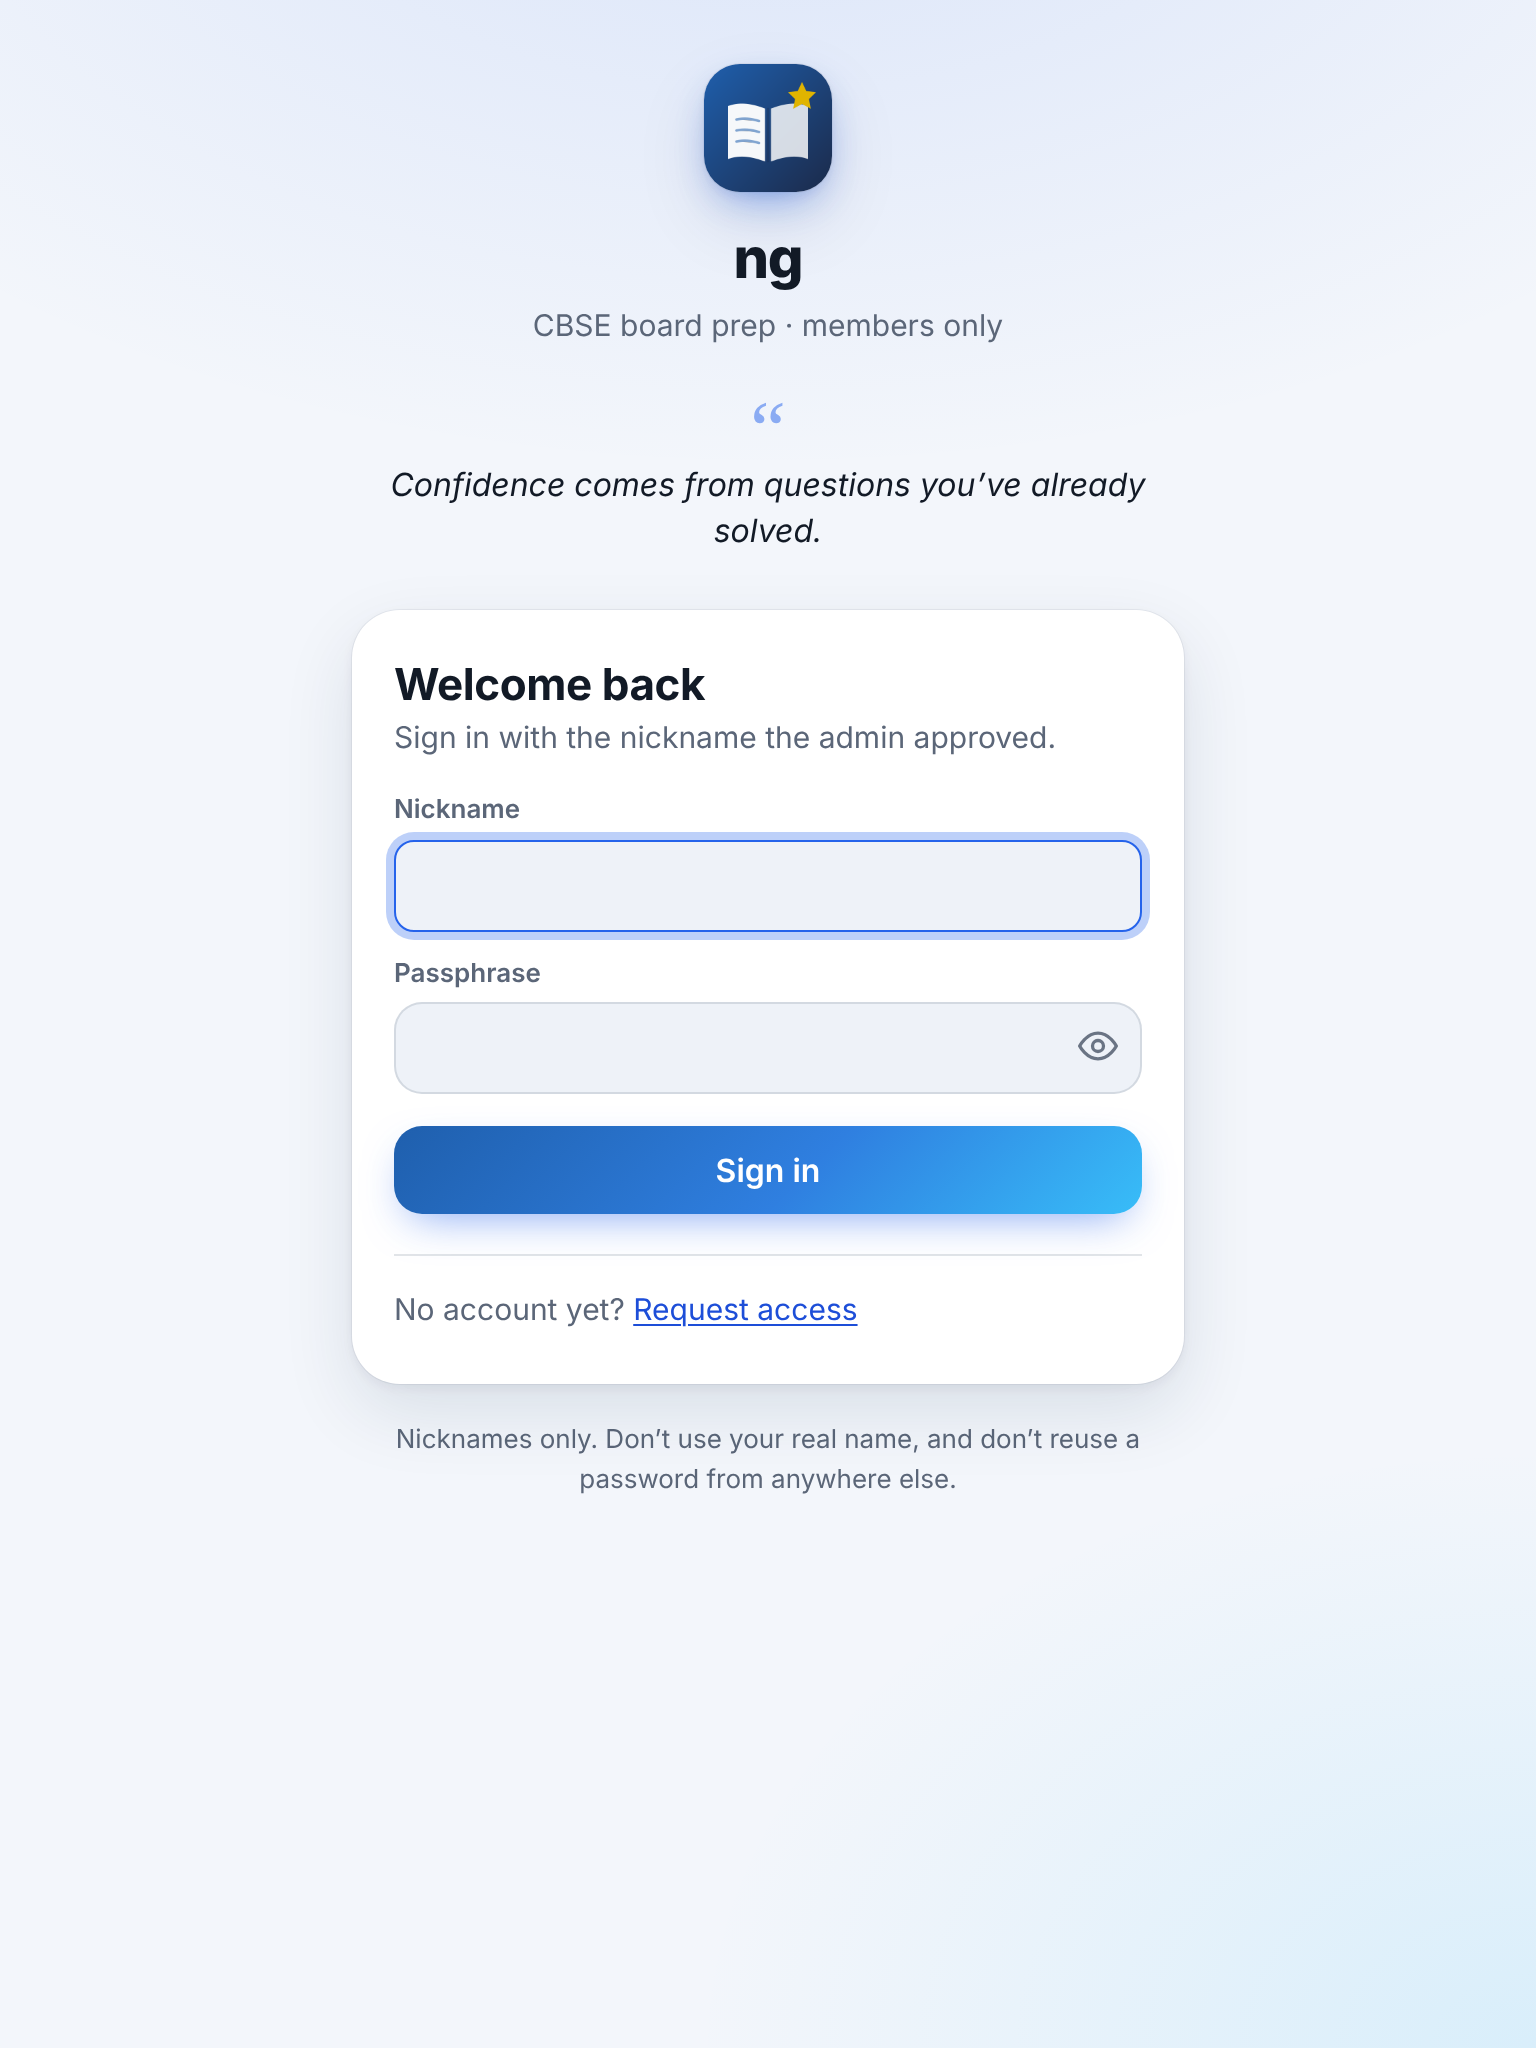 ng
CBSE board prep · members only
“
Confidence comes from questions you’ve already
solved.
Welcome back
Sign in with the nickname the admin approved.
Nickname
Passphrase
Sign in
No account yet? Request access
Nicknames only. Don’t use your real name, and don’t reuse a
password from anywhere else.